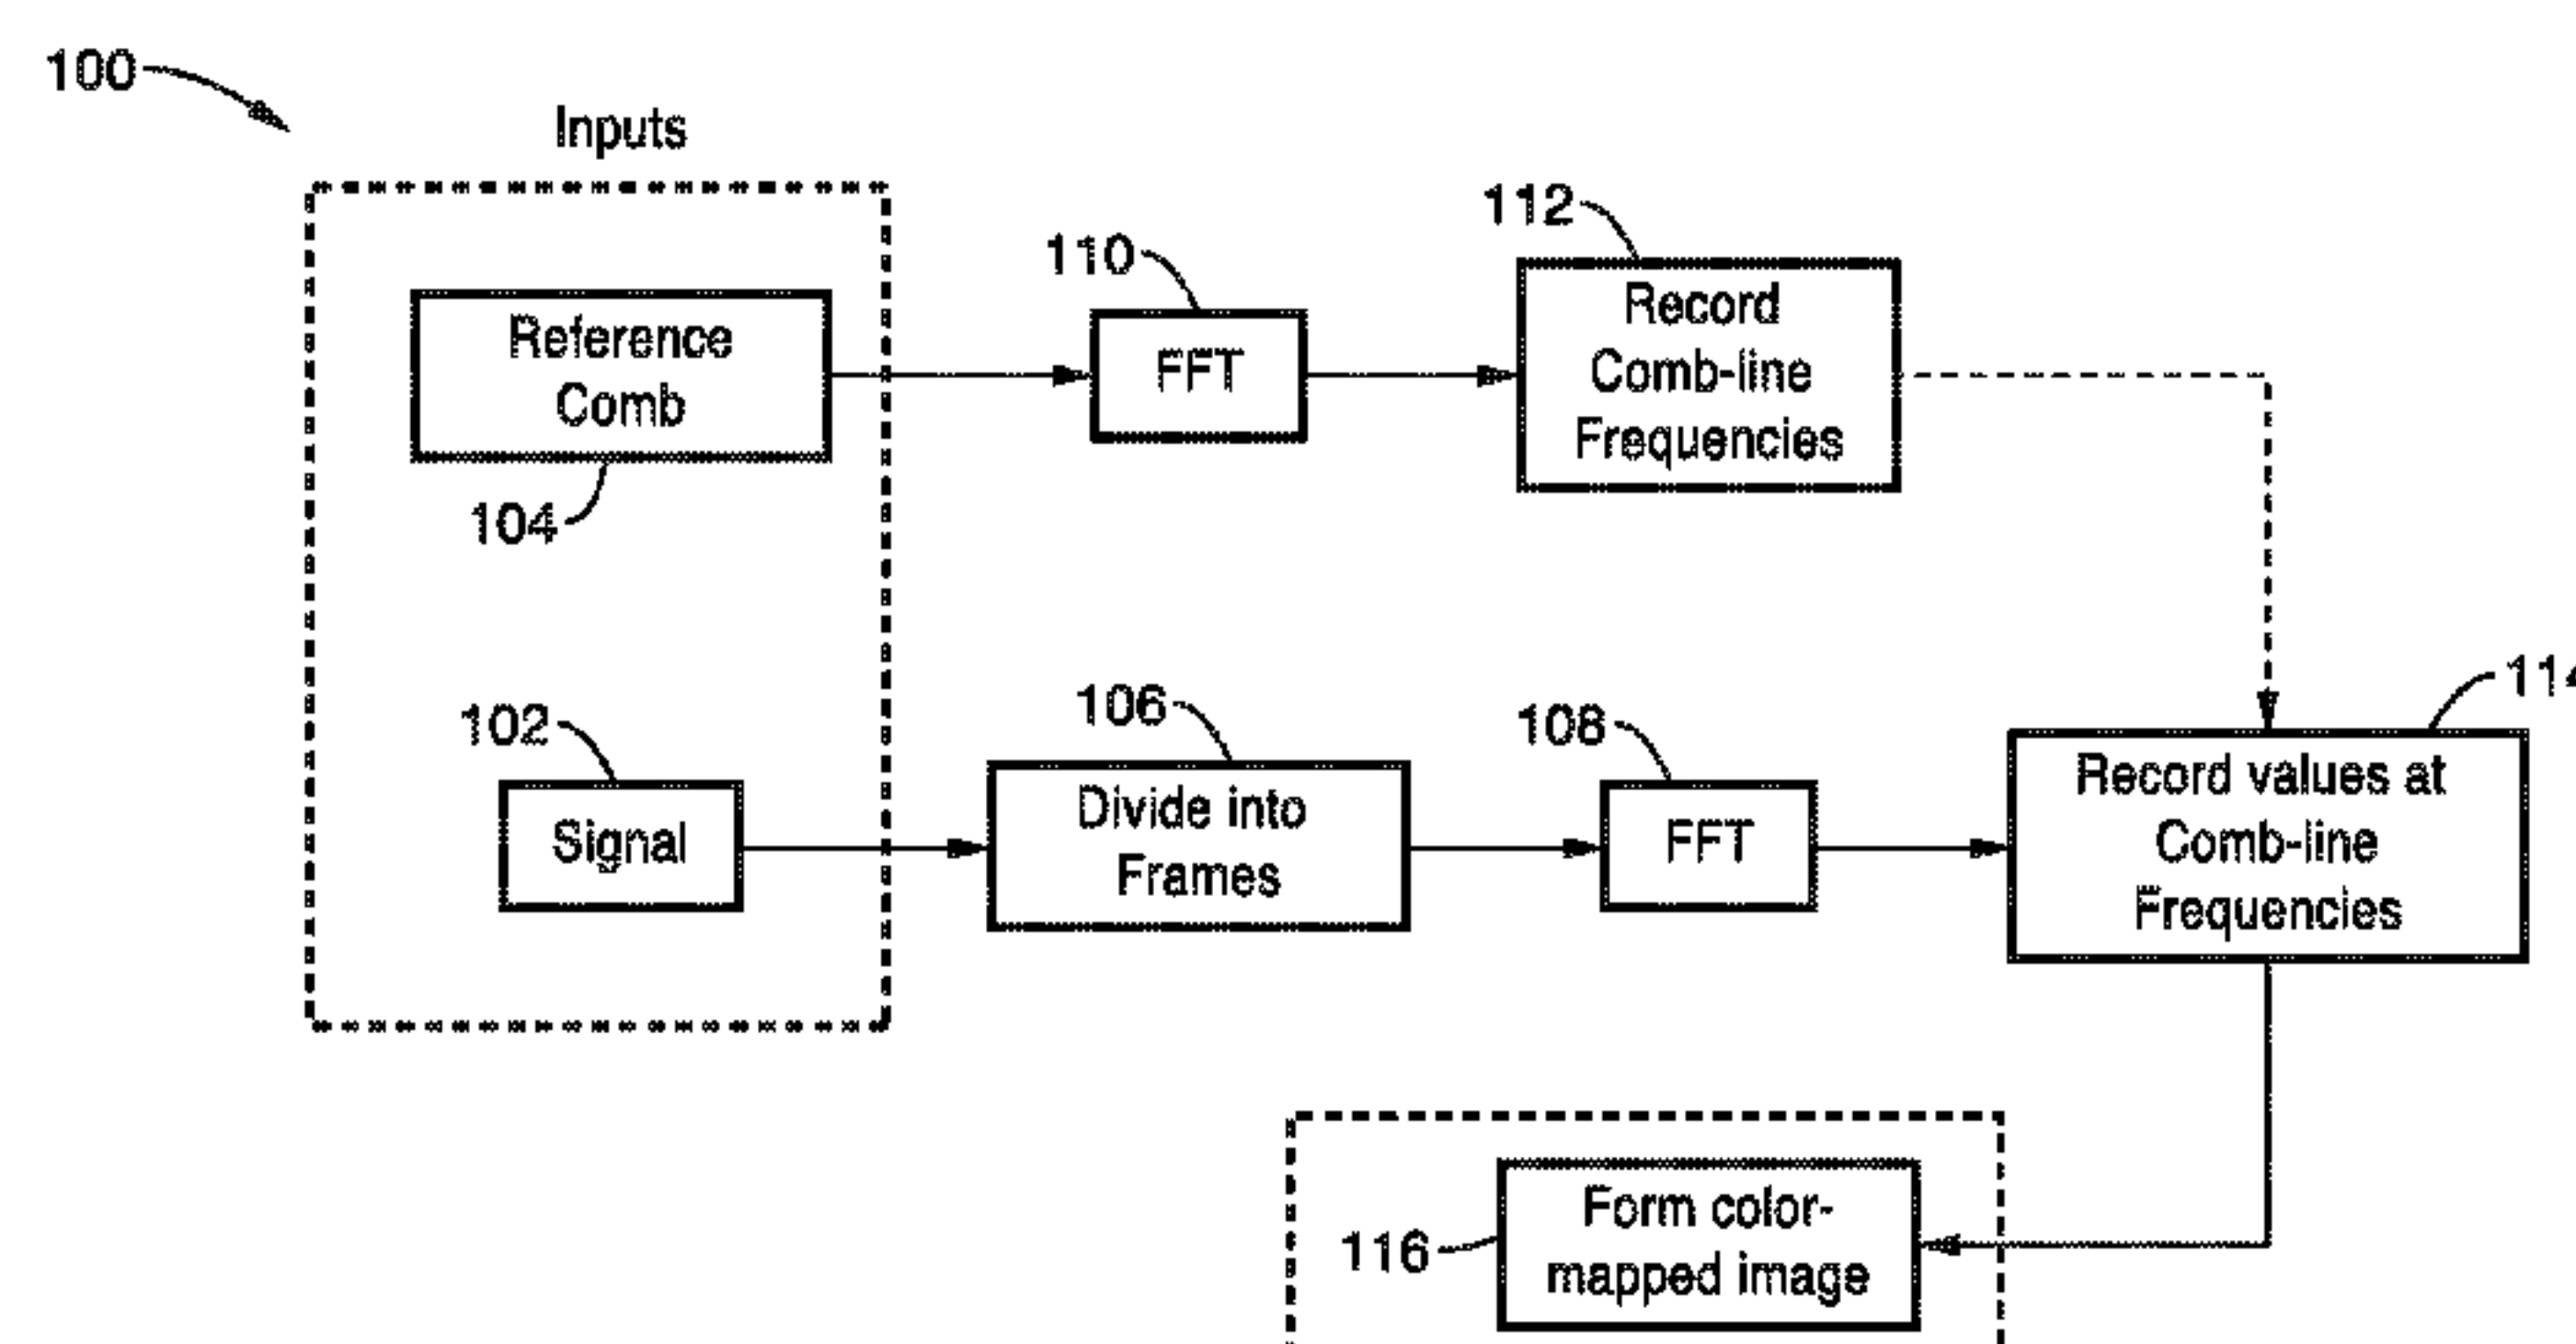 100
Inputs
112
110
Reference
Comb
FFT
Record
Comb-line
Frequencies
104
102
106
108
Signal
Divide into
Frames
FFT
Record values at
Comb-line
Frequencies
116
Form color-
mapped image